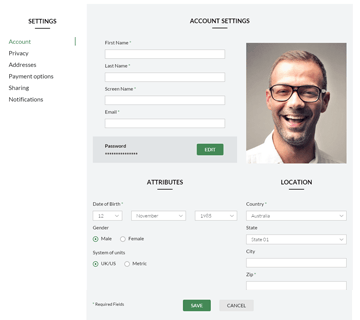 SETTINGS
Account
Privacy
Addresses
Payment options
Sharing
Notifications
ACCOUNT SETTINGS
First Name *
Last Name *
Screen Name *
Email *
Password
***************
EDIT
ATTRIBUTES
Date of Birth *
12 November 1988
Gender
Male Female
System of units
UK/US Metric
LOCATION
Country *
Australia
State
State 01
City
Zip *
* Required Fields
SAVE CANCEL